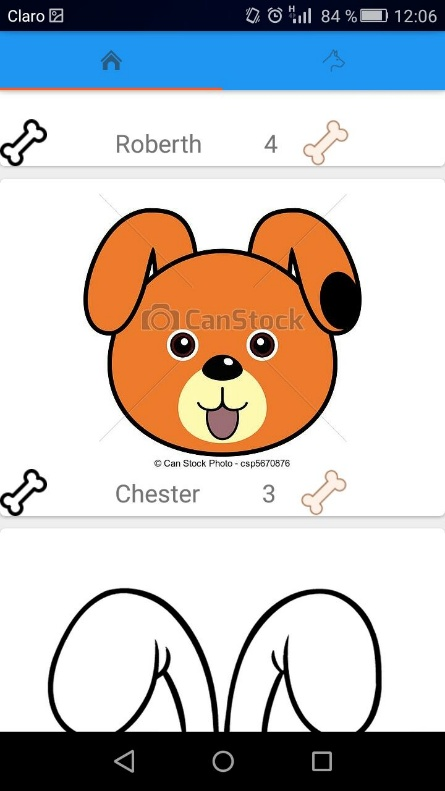 Claro 84 % 12:06
Roberth 4
CanStock
© Can Stock Photo - csp5670876
Chester 3